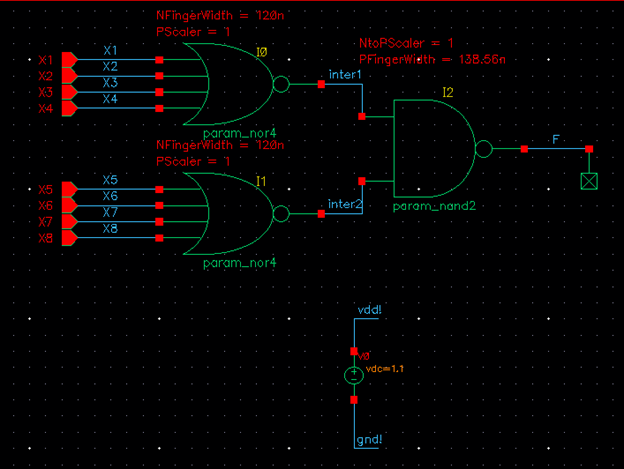 NFingerWidth = 120n
PScaler = 1
I0
X1
X1
X2
X2
X3
X3
X4
X4
inter1
param_nor4
NtoPScaler = 1
PFingerWidth = 138.56n
I2
F
param_nand2
NFingerWidth = 120n
PScaler = 1
I1
X5
X5
X6
X6
X7
X7
X8
X8
inter2
param_nor4
vdd!
V0
vdc=1.1
gnd!